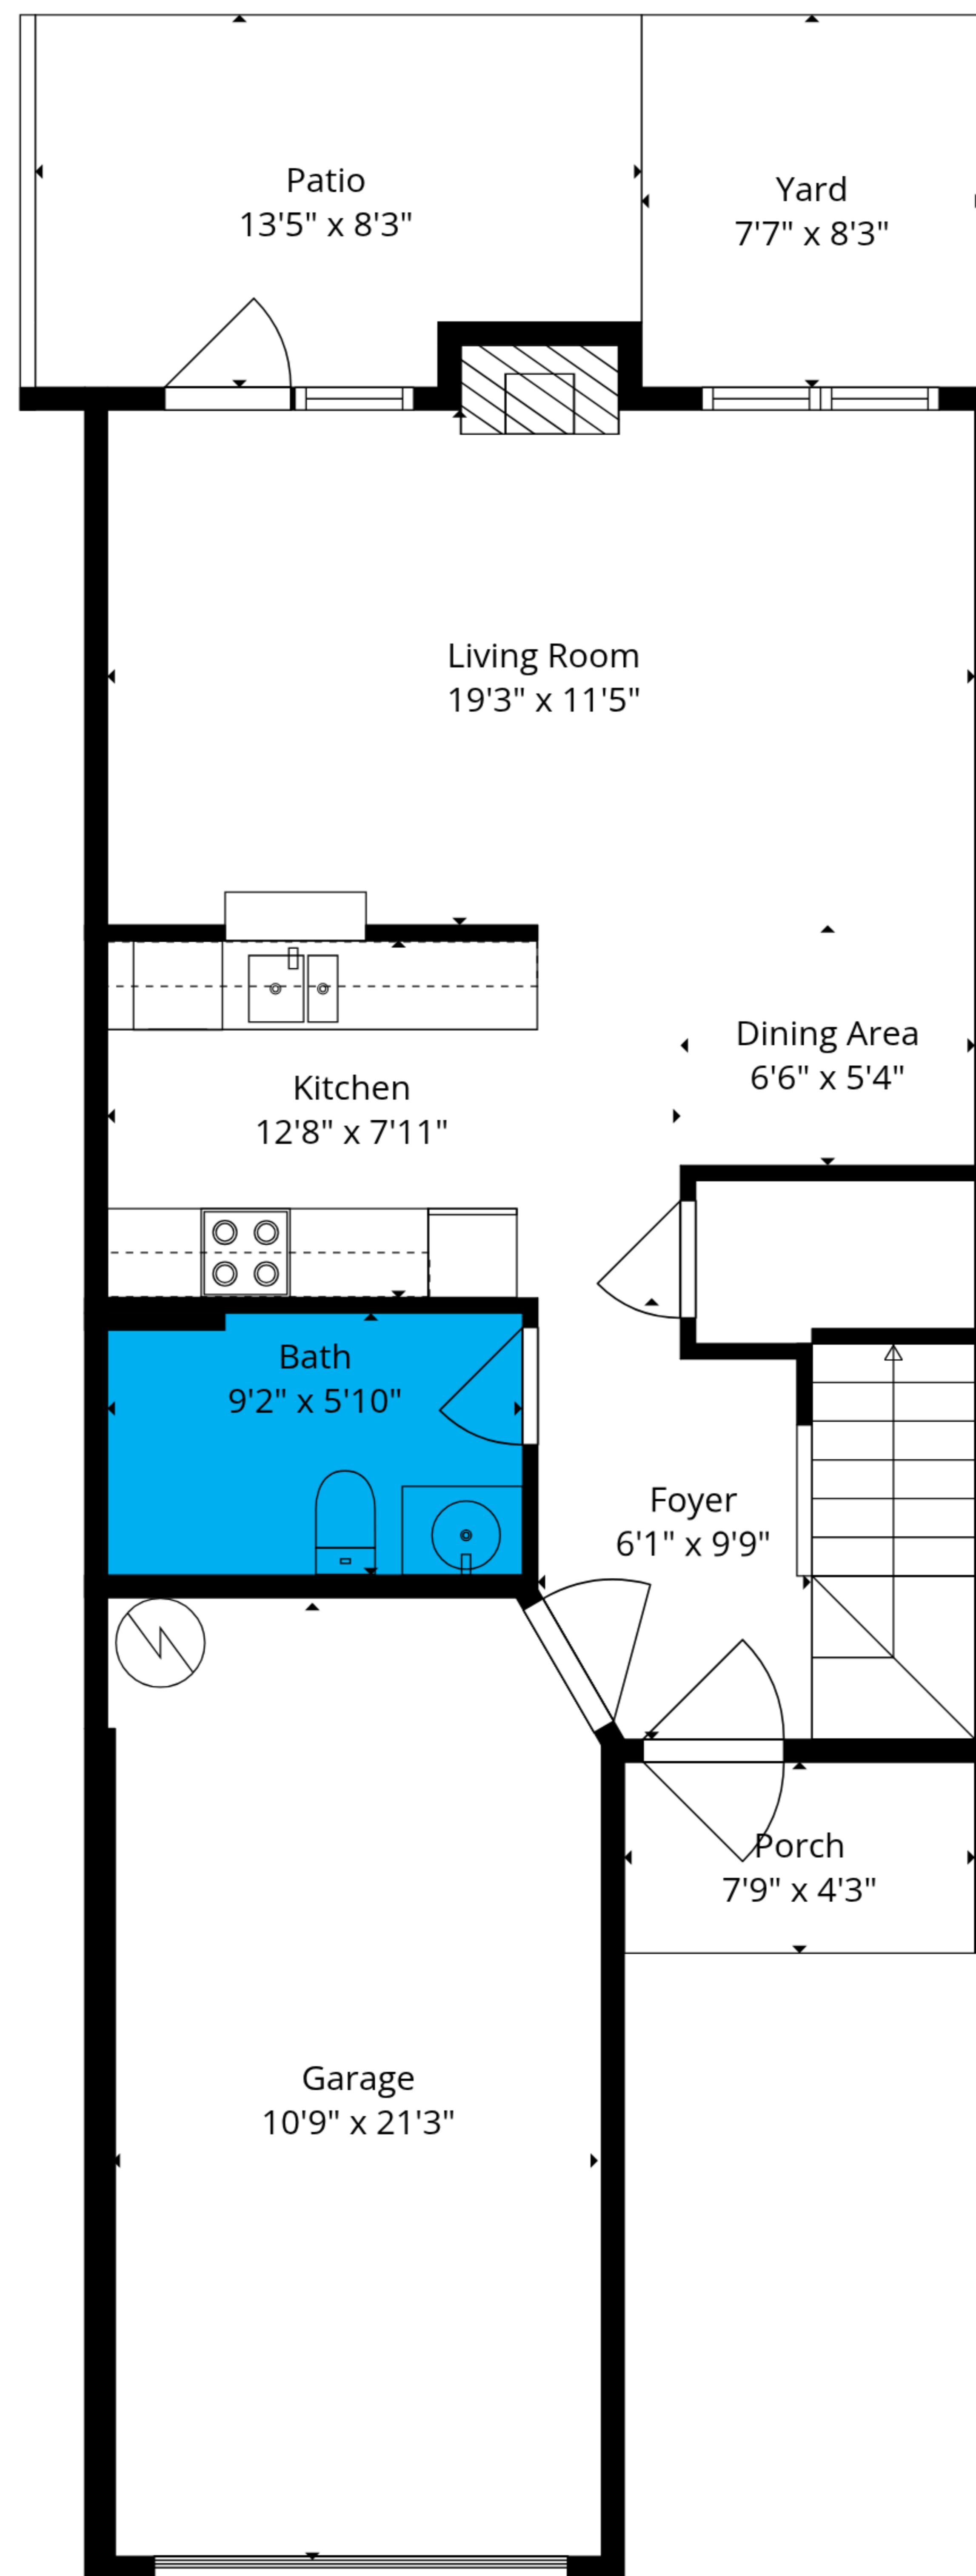 Patio
13'5" x 8'3"
Yard
7'7" x 8'3"
Living Room
19'3" x 11'5"
Dining Area
6'6" x 5'4"
Kitchen
12'8" x 7'11"
Bath
9'2" x 5'10"
Foyer
6'1" x 9'9"
Porch
7'9" x 4'3"
Garage
10'9" x 21'3"